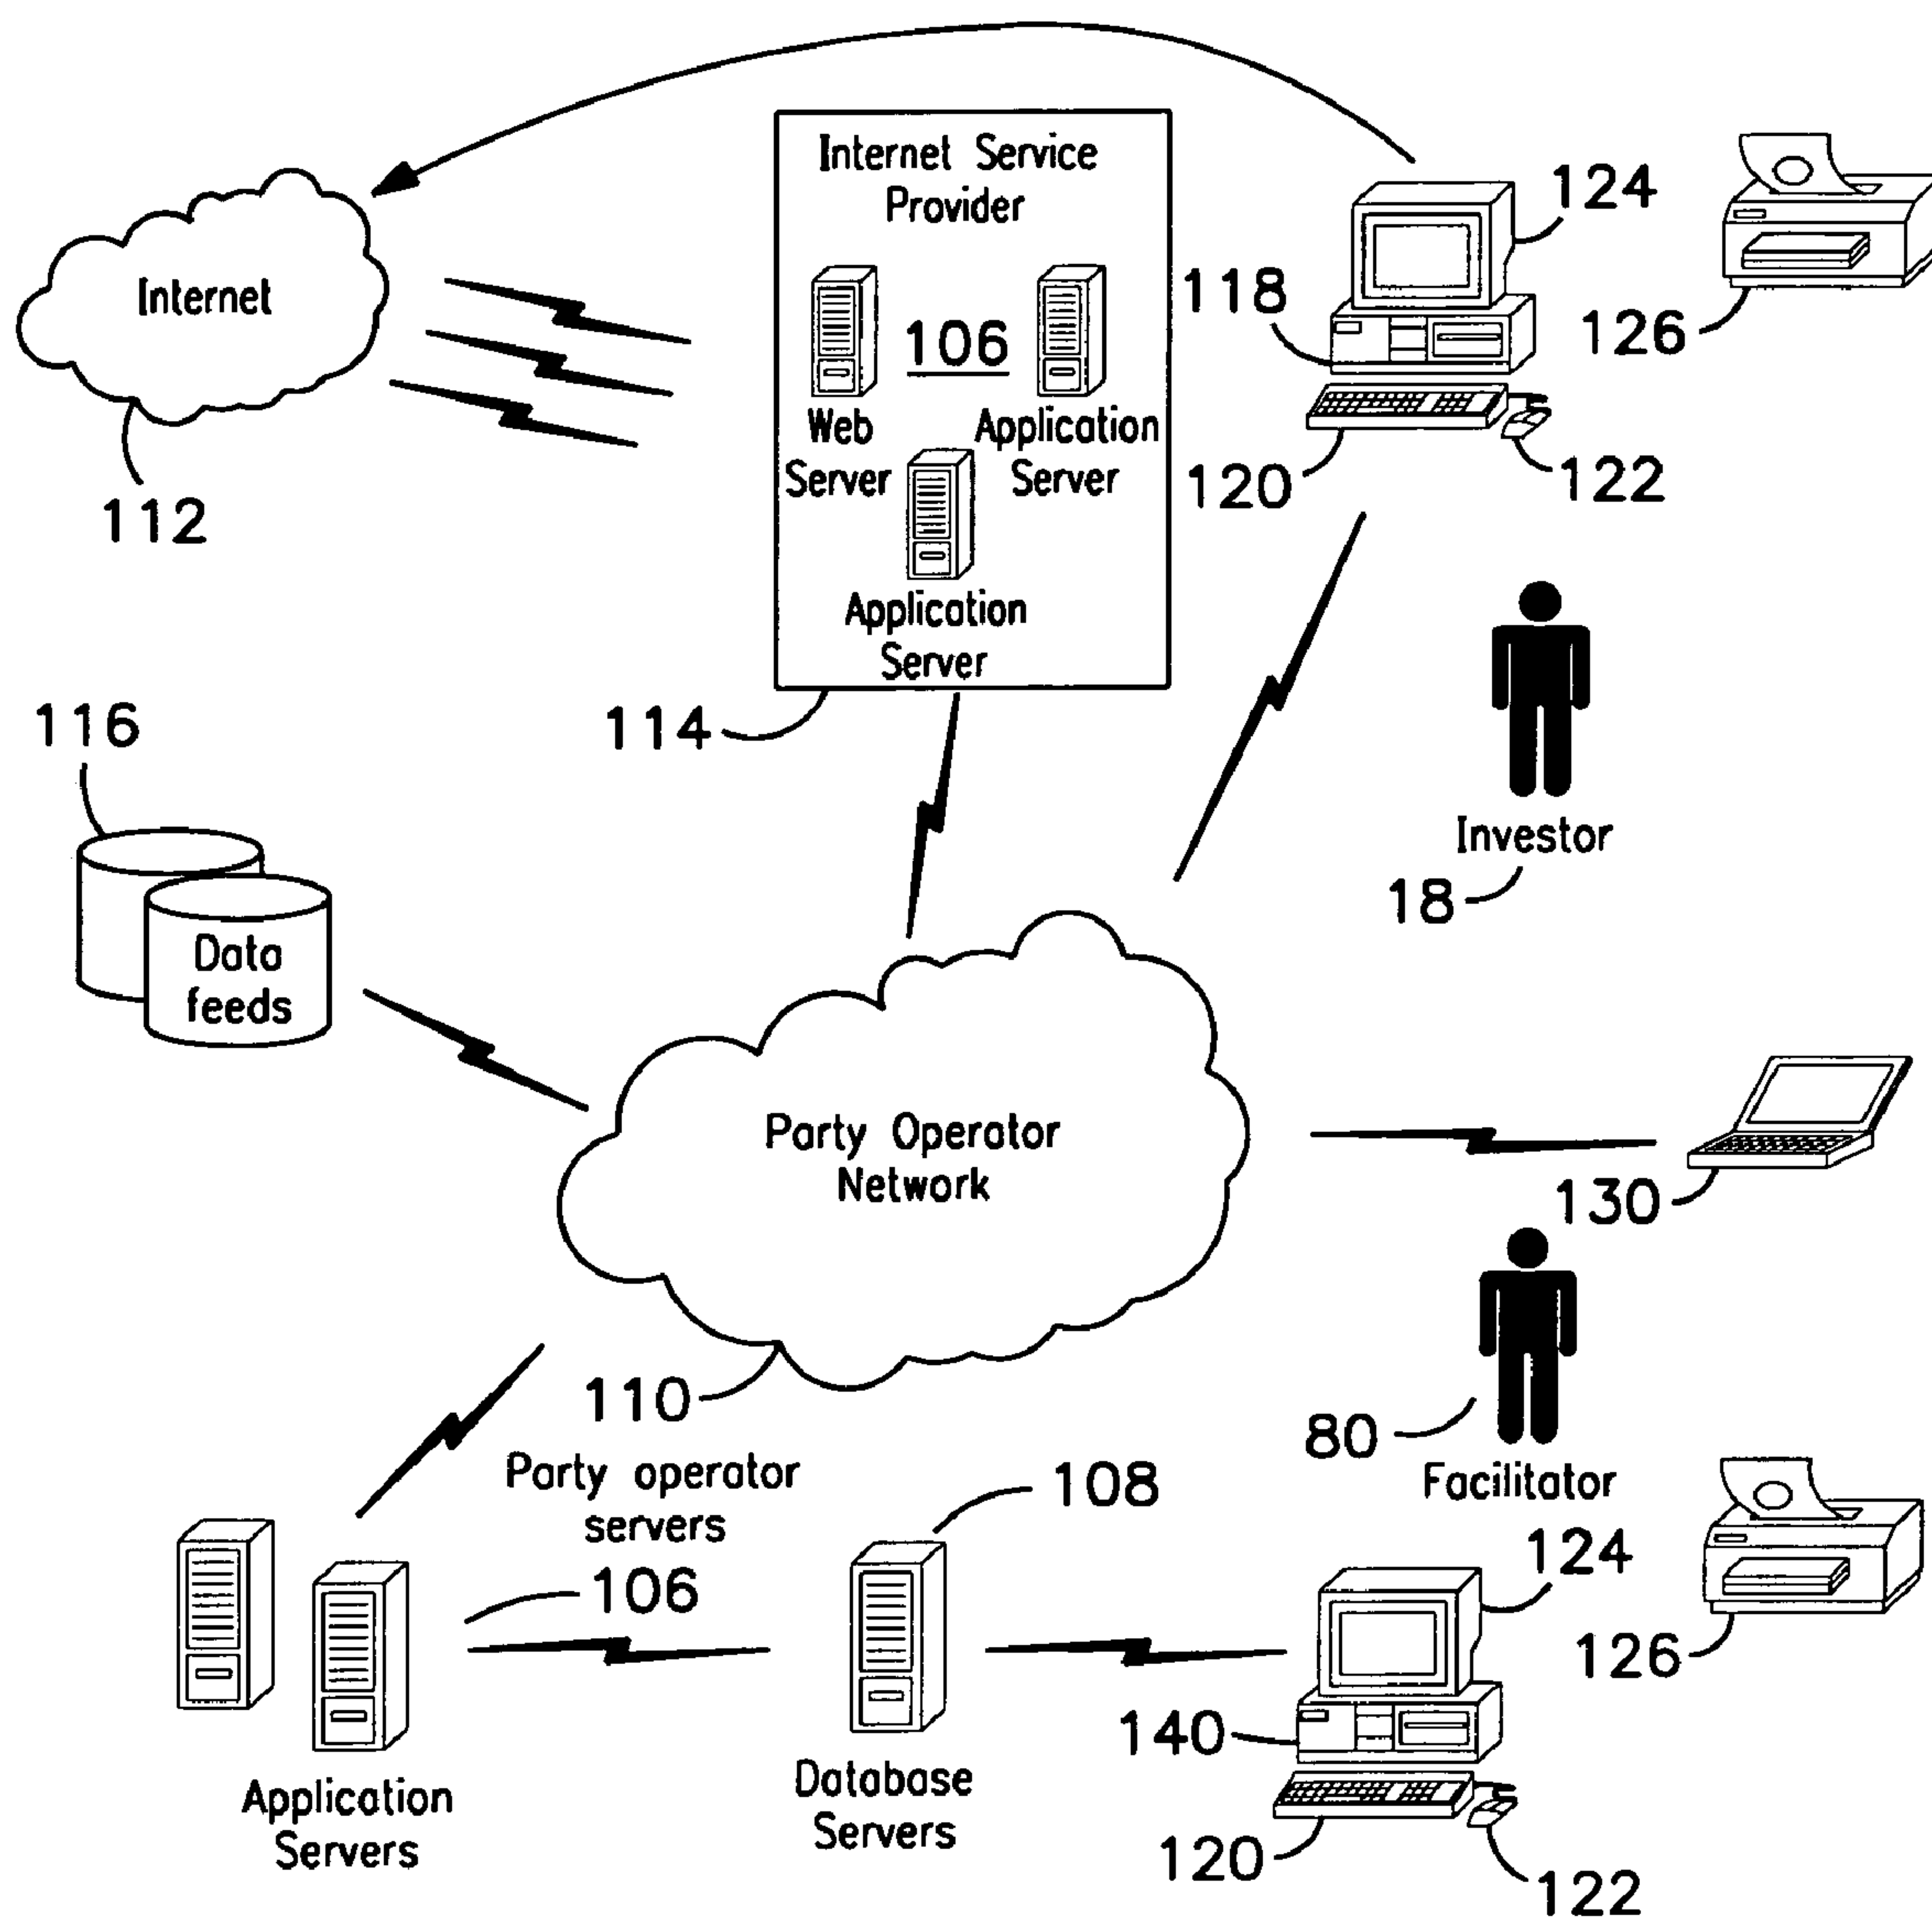 Internet Service
Provider
124
Internet
118
126
106
Web
Server
Application
Server
120
122
112
Application
Server
114
116
Investor
18
Data
feeds
Party Operator
Network
130
110
80
Facilitator
Party operator
servers
108
124
106
126
140
Application
Servers
Database
Servers
120
122